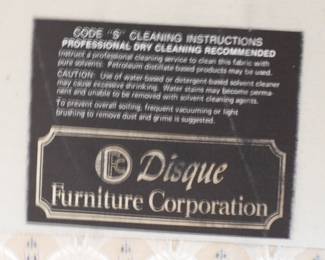 CODE "S" CLEANING INSTRUCTIONS
PROFESSIONAL DRY CLEANING RECOMMENDED
Instruct a professional cleaning service to clean this fabric with
pure solvents. Petroleum distillate based products may be used.
CAUTION: Use of water based or detergent based solvent cleaner
may cause excessive shrinking. Water stains may become perma-
nent and unable to be removed with solvent cleaning agents.
To prevent overall soiling, frequent vacuuming or light
brushing to remove dust and grime is suggested.
Disque
Furniture Corporation